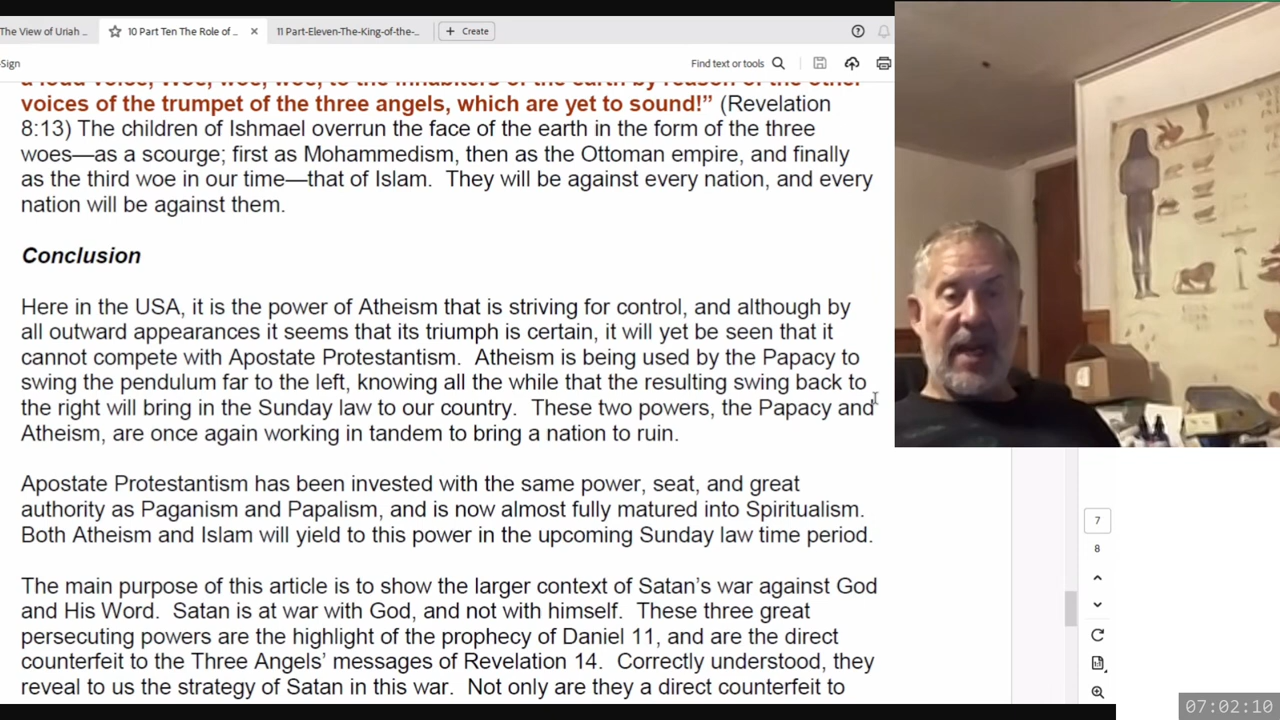 The View of Uriah ...
10 Part Ten The Role of ...
11 Part-Eleven-The-King-of-the-...
+ Create
Sign
Find text or tools
voices of the trumpet of the three angels, which are yet to sound!” (Revelation
8:13) The children of Ishmael overrun the face of the earth in the form of the three
woes—as a scourge; first as Mohammedism, then as the Ottoman empire, and finally
as the third woe in our time—that of Islam.  They will be against every nation, and every
nation will be against them.
Conclusion
Here in the USA, it is the power of Atheism that is striving for control, and although by
all outward appearances it seems that its triumph is certain, it will yet be seen that it
cannot compete with Apostate Protestantism.  Atheism is being used by the Papacy to
swing the pendulum far to the left, knowing all the while that the resulting swing back to
the right will bring in the Sunday law to our country.  These two powers, the Papacy and
Atheism, are once again working in tandem to bring a nation to ruin.
Apostate Protestantism has been invested with the same power, seat, and great
authority as Paganism and Papalism, and is now almost fully matured into Spiritualism.
Both Atheism and Islam will yield to this power in the upcoming Sunday law time period.
The main purpose of this article is to show the larger context of Satan’s war against God
and His Word.  Satan is at war with God, and not with himself.  These three great
persecuting powers are the highlight of the prophecy of Daniel 11, and are the direct
counterfeit to the Three Angels’ messages of Revelation 14.  Correctly understood, they
reveal to us the strategy of Satan in this war.  Not only are they a direct counterfeit to
7
8
07:02:10